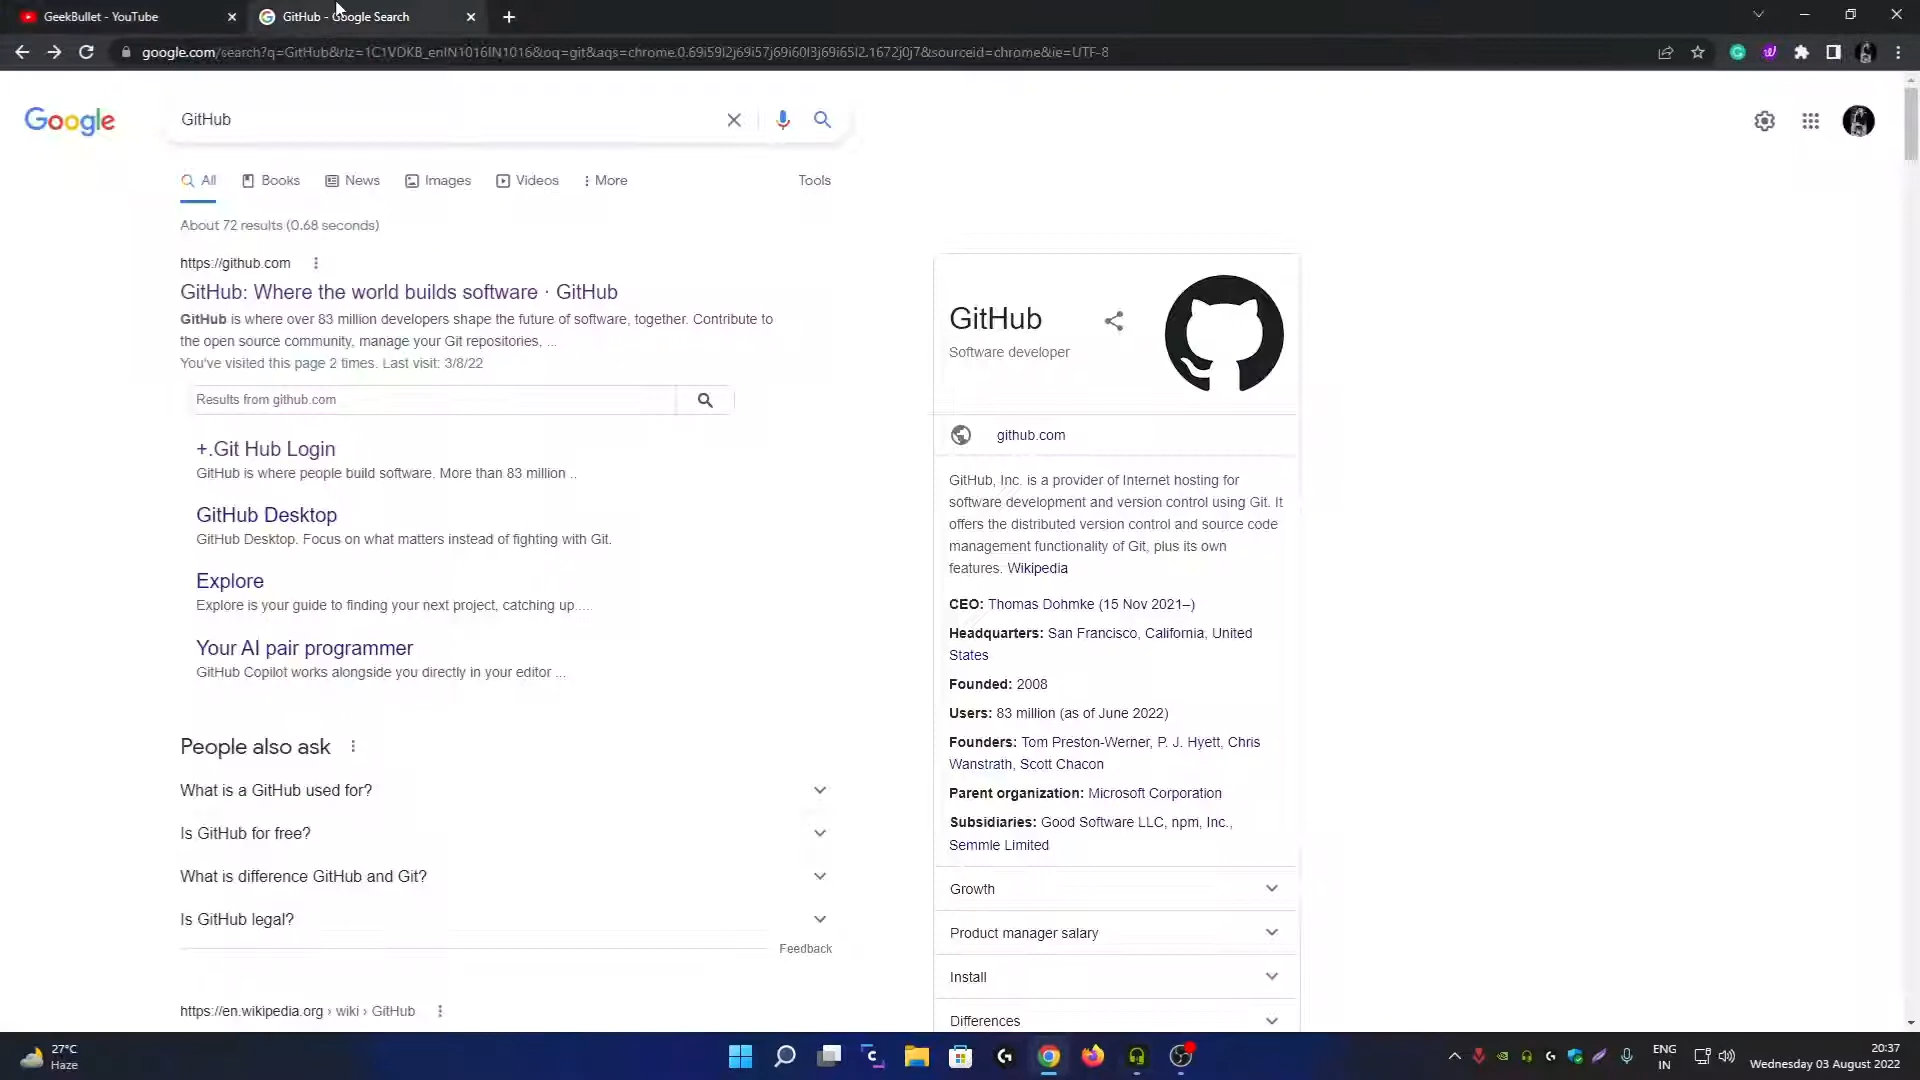 GeekBullet - YouTube
GitHub - Google Search
google.com/search?q=GitHub&rlz=1C1VDKB_enIN1016IN1016&oq=git&aqs=chrome.0.69i59l2j69i57j69i60l3j69i65l2.1672j0j7&sourceid=chrome&ie=UTF-8
Google
GitHub
All
Books
News
Images
Videos
More
Tools
About 72 results (0.68 seconds)
https://github.com
GitHub: Where the world builds software · GitHub
GitHub is where over 83 million developers shape the future of software, together. Contribute to
the open source community, manage your Git repositories, ...
You've visited this page 2 times. Last visit: 3/8/22
Results from github.com
+.Git Hub Login
GitHub is where people build software. More than 83 million ..
GitHub Desktop
GitHub Desktop. Focus on what matters instead of fighting with Git.
Explore
Explore is your guide to finding your next project, catching up.....
Your AI pair programmer
GitHub Copilot works alongside you directly in your editor ...
People also ask
What is a GitHub used for?
Is GitHub for free?
What is difference GitHub and Git?
Is GitHub legal?
Feedback
https://en.wikipedia.org › wiki › GitHub
GitHub
Software developer
github.com
GitHub, Inc. is a provider of Internet hosting for
software development and version control using Git. It
offers the distributed version control and source code
management functionality of Git, plus its own
features. Wikipedia
CEO: Thomas Dohmke (15 Nov 2021–)
Headquarters: San Francisco, California, United
States
Founded: 2008
Users: 83 million (as of June 2022)
Founders: Tom Preston-Werner, P. J. Hyett, Chris
Wanstrath, Scott Chacon
Parent organization: Microsoft Corporation
Subsidiaries: Good Software LLC, npm, Inc.,
Semmle Limited
Growth
Product manager salary
Install
Differences
27°C
Haze
ENG
IN
20:37
Wednesday 03 August 2022